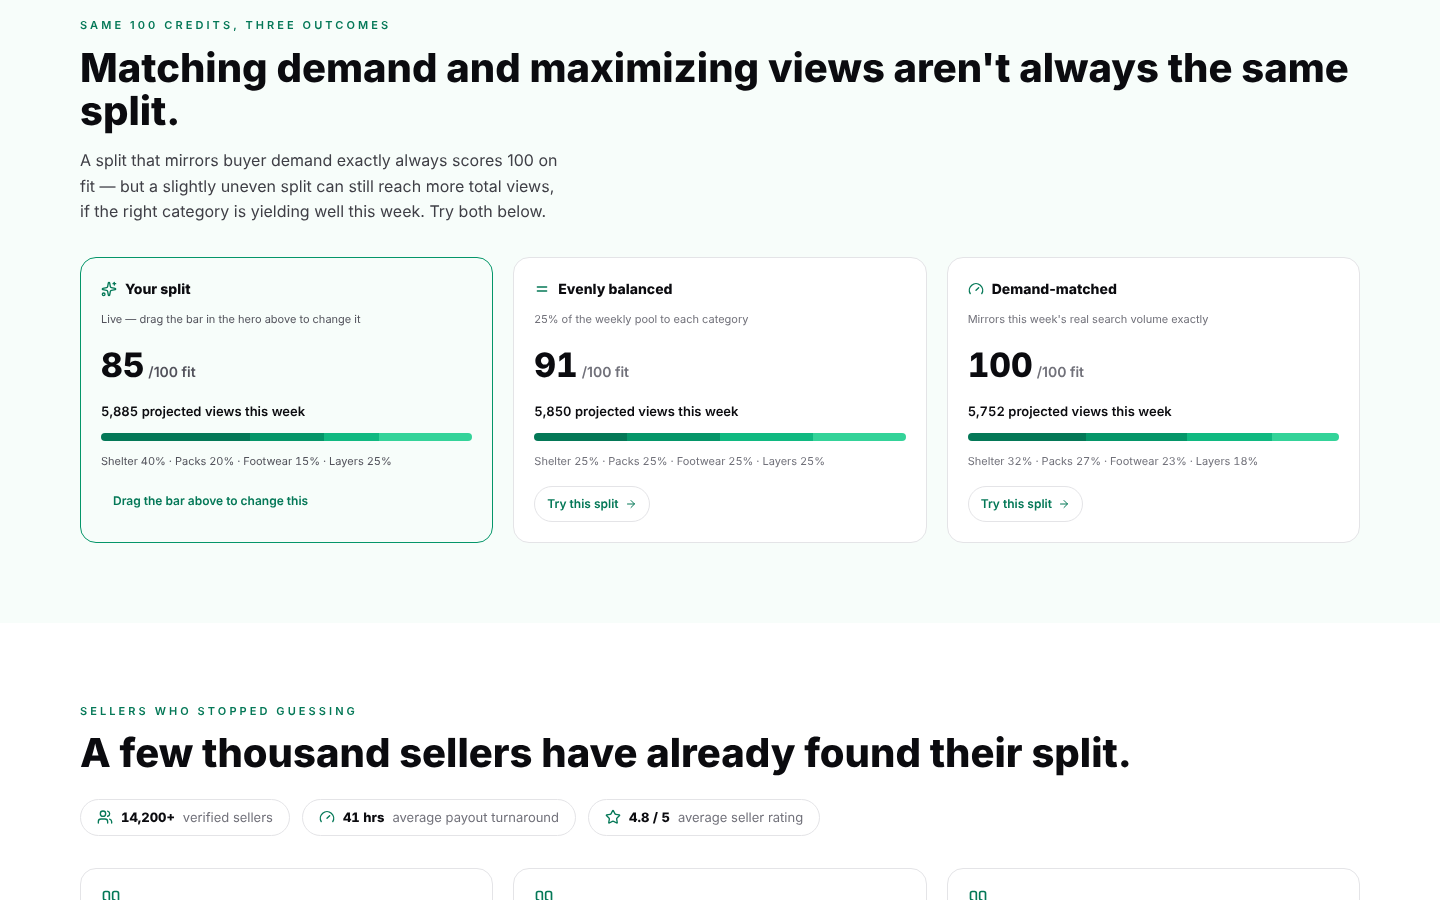 SAME 100 CREDITS, THREE OUTCOMES
Matching demand and maximizing views aren't always the same
split.
A split that mirrors buyer demand exactly always scores 100 on
fit — but a slightly uneven split can still reach more total views,
if the right category is yielding well this week. Try both below.
Your split
Live — drag the bar in the hero above to change it
85 /100 fit
5,885 projected views this week
Shelter 40% · Packs 20% · Footwear 15% · Layers 25%
Drag the bar above to change this
Evenly balanced
25% of the weekly pool to each category
91 /100 fit
5,850 projected views this week
Shelter 25% · Packs 25% · Footwear 25% · Layers 25%
Try this split →
Demand-matched
Mirrors this week's real search volume exactly
100 /100 fit
5,752 projected views this week
Shelter 32% · Packs 27% · Footwear 23% · Layers 18%
Try this split →
SELLERS WHO STOPPED GUESSING
A few thousand sellers have already found their split.
14,200+ verified sellers
41 hrs average payout turnaround
4.8 / 5 average seller rating